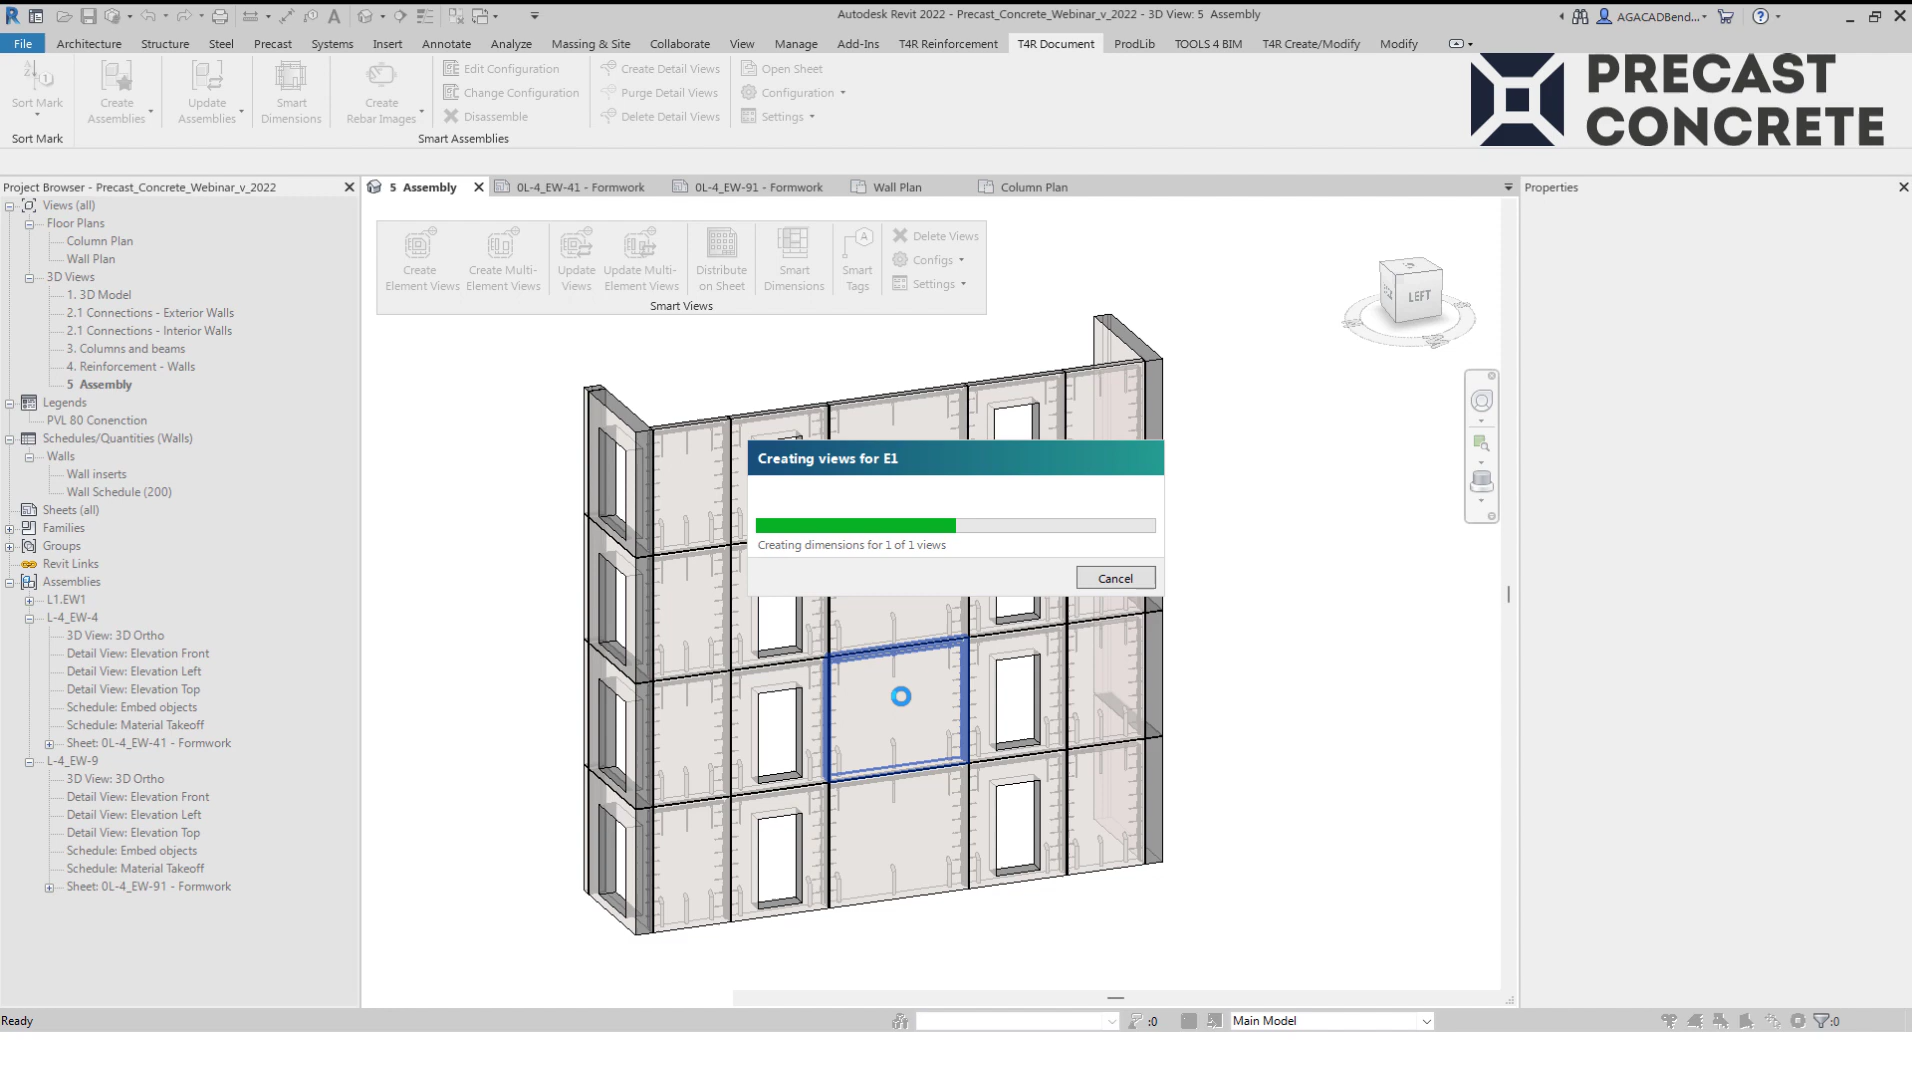 Autodesk Revit 2022 - Precast_Concrete_Webinar_v_2022 - 3D View: 5 Assembly
AGACADBend...
File Architecture Structure Steel Precast Systems Insert Annotate Analyze Massing & Site Collaborate View Manage Add-Ins T4R Reinforcement T4R Document ProdLib TOOLS 4 BIM T4R Create/Modify Modify
PRECAST
CONCRETE
Sort Mark
Sort Mark
Create
Assemblies
Update
Assemblies
Smart
Dimensions
Create
Rebar Images
Edit Configuration
Change Configuration
Disassemble
Create Detail Views
Purge Detail Views
Delete Detail Views
Open Sheet
Configuration
Settings
Smart Assemblies
Project Browser - Precast_Concrete_Webinar_v_2022
Views (all)
Floor Plans
Column Plan
Wall Plan
3D Views
1. 3D Model
2.1 Connections - Exterior Walls
2.1 Connections - Interior Walls
3. Columns and beams
4. Reinforcement - Walls
5 Assembly
Legends
PVL 80 Conenction
Schedules/Quantities (Walls)
Walls
Wall inserts
Wall Schedule (200)
Sheets (all)
Families
Groups
Revit Links
Assemblies
L1.EW1
L-4_EW-4
3D View: 3D Ortho
Detail View: Elevation Front
Detail View: Elevation Left
Detail View: Elevation Top
Schedule: Embed objects
Schedule: Material Takeoff
Sheet: 0L-4_EW-41 - Formwork
L-4_EW-9
3D View: 3D Ortho
Detail View: Elevation Front
Detail View: Elevation Left
Detail View: Elevation Top
Schedule: Embed objects
Schedule: Material Takeoff
Sheet: 0L-4_EW-91 - Formwork
5 Assembly
0L-4_EW-41 - Formwork
0L-4_EW-91 - Formwork
Wall Plan
Column Plan
Create
Element Views
Create Multi-
Element Views
Update
Views
Update Multi-
Element Views
Distribute
on Sheet
Smart
Dimensions
Smart
Tags
Delete Views
Configs
Settings
Smart Views
LEFT
Creating views for E1
Creating dimensions for 1 of 1 views
Cancel
Properties
Ready
:0
Main Model
:0